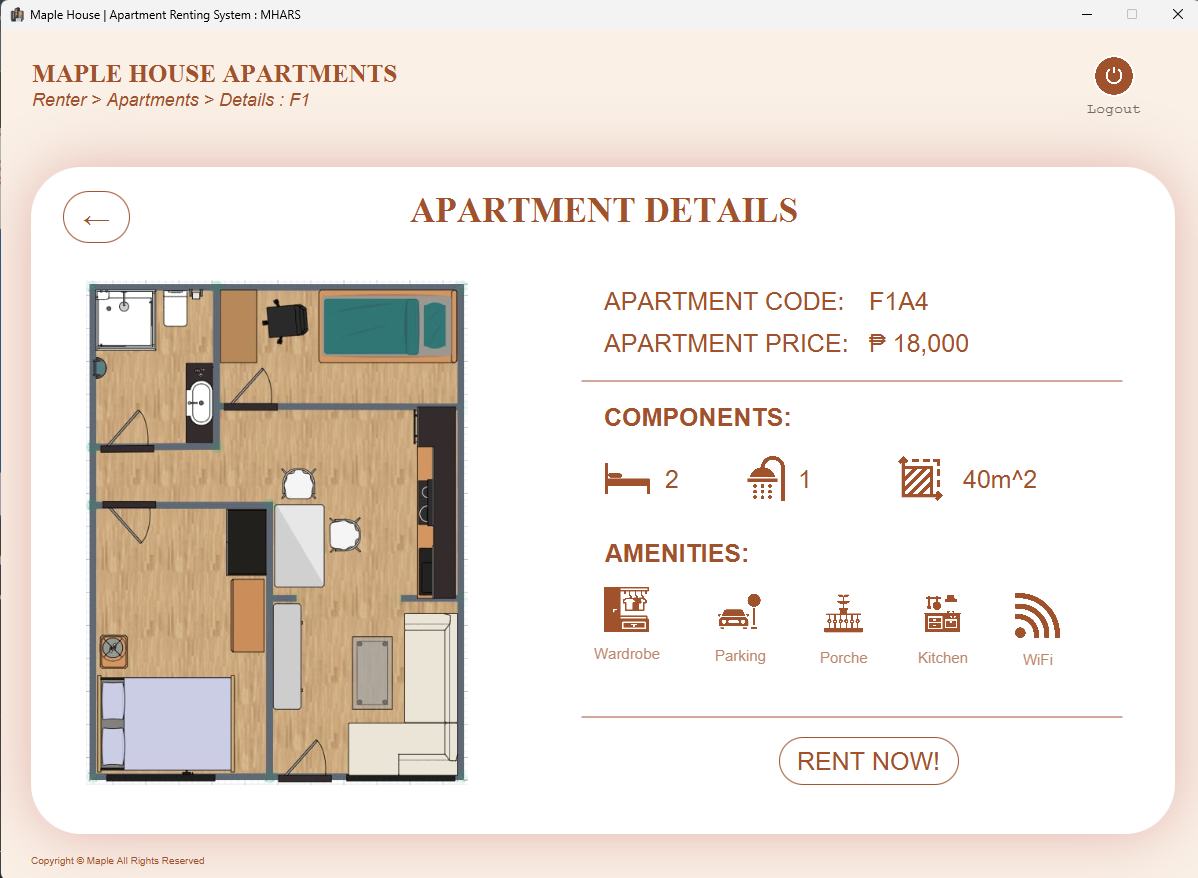 Maple House | Apartment Renting System : MHARS
MAPLE HOUSE APARTMENTS
Renter > Apartments > Details : F1
Logout
←
APARTMENT DETAILS
APARTMENT CODE: F1A4
APARTMENT PRICE: ₱ 18,000
COMPONENTS:
2 1 40m^2
AMENITIES:
Wardrobe Parking Porche Kitchen WiFi
RENT NOW!
Copyright © Maple All Rights Reserved